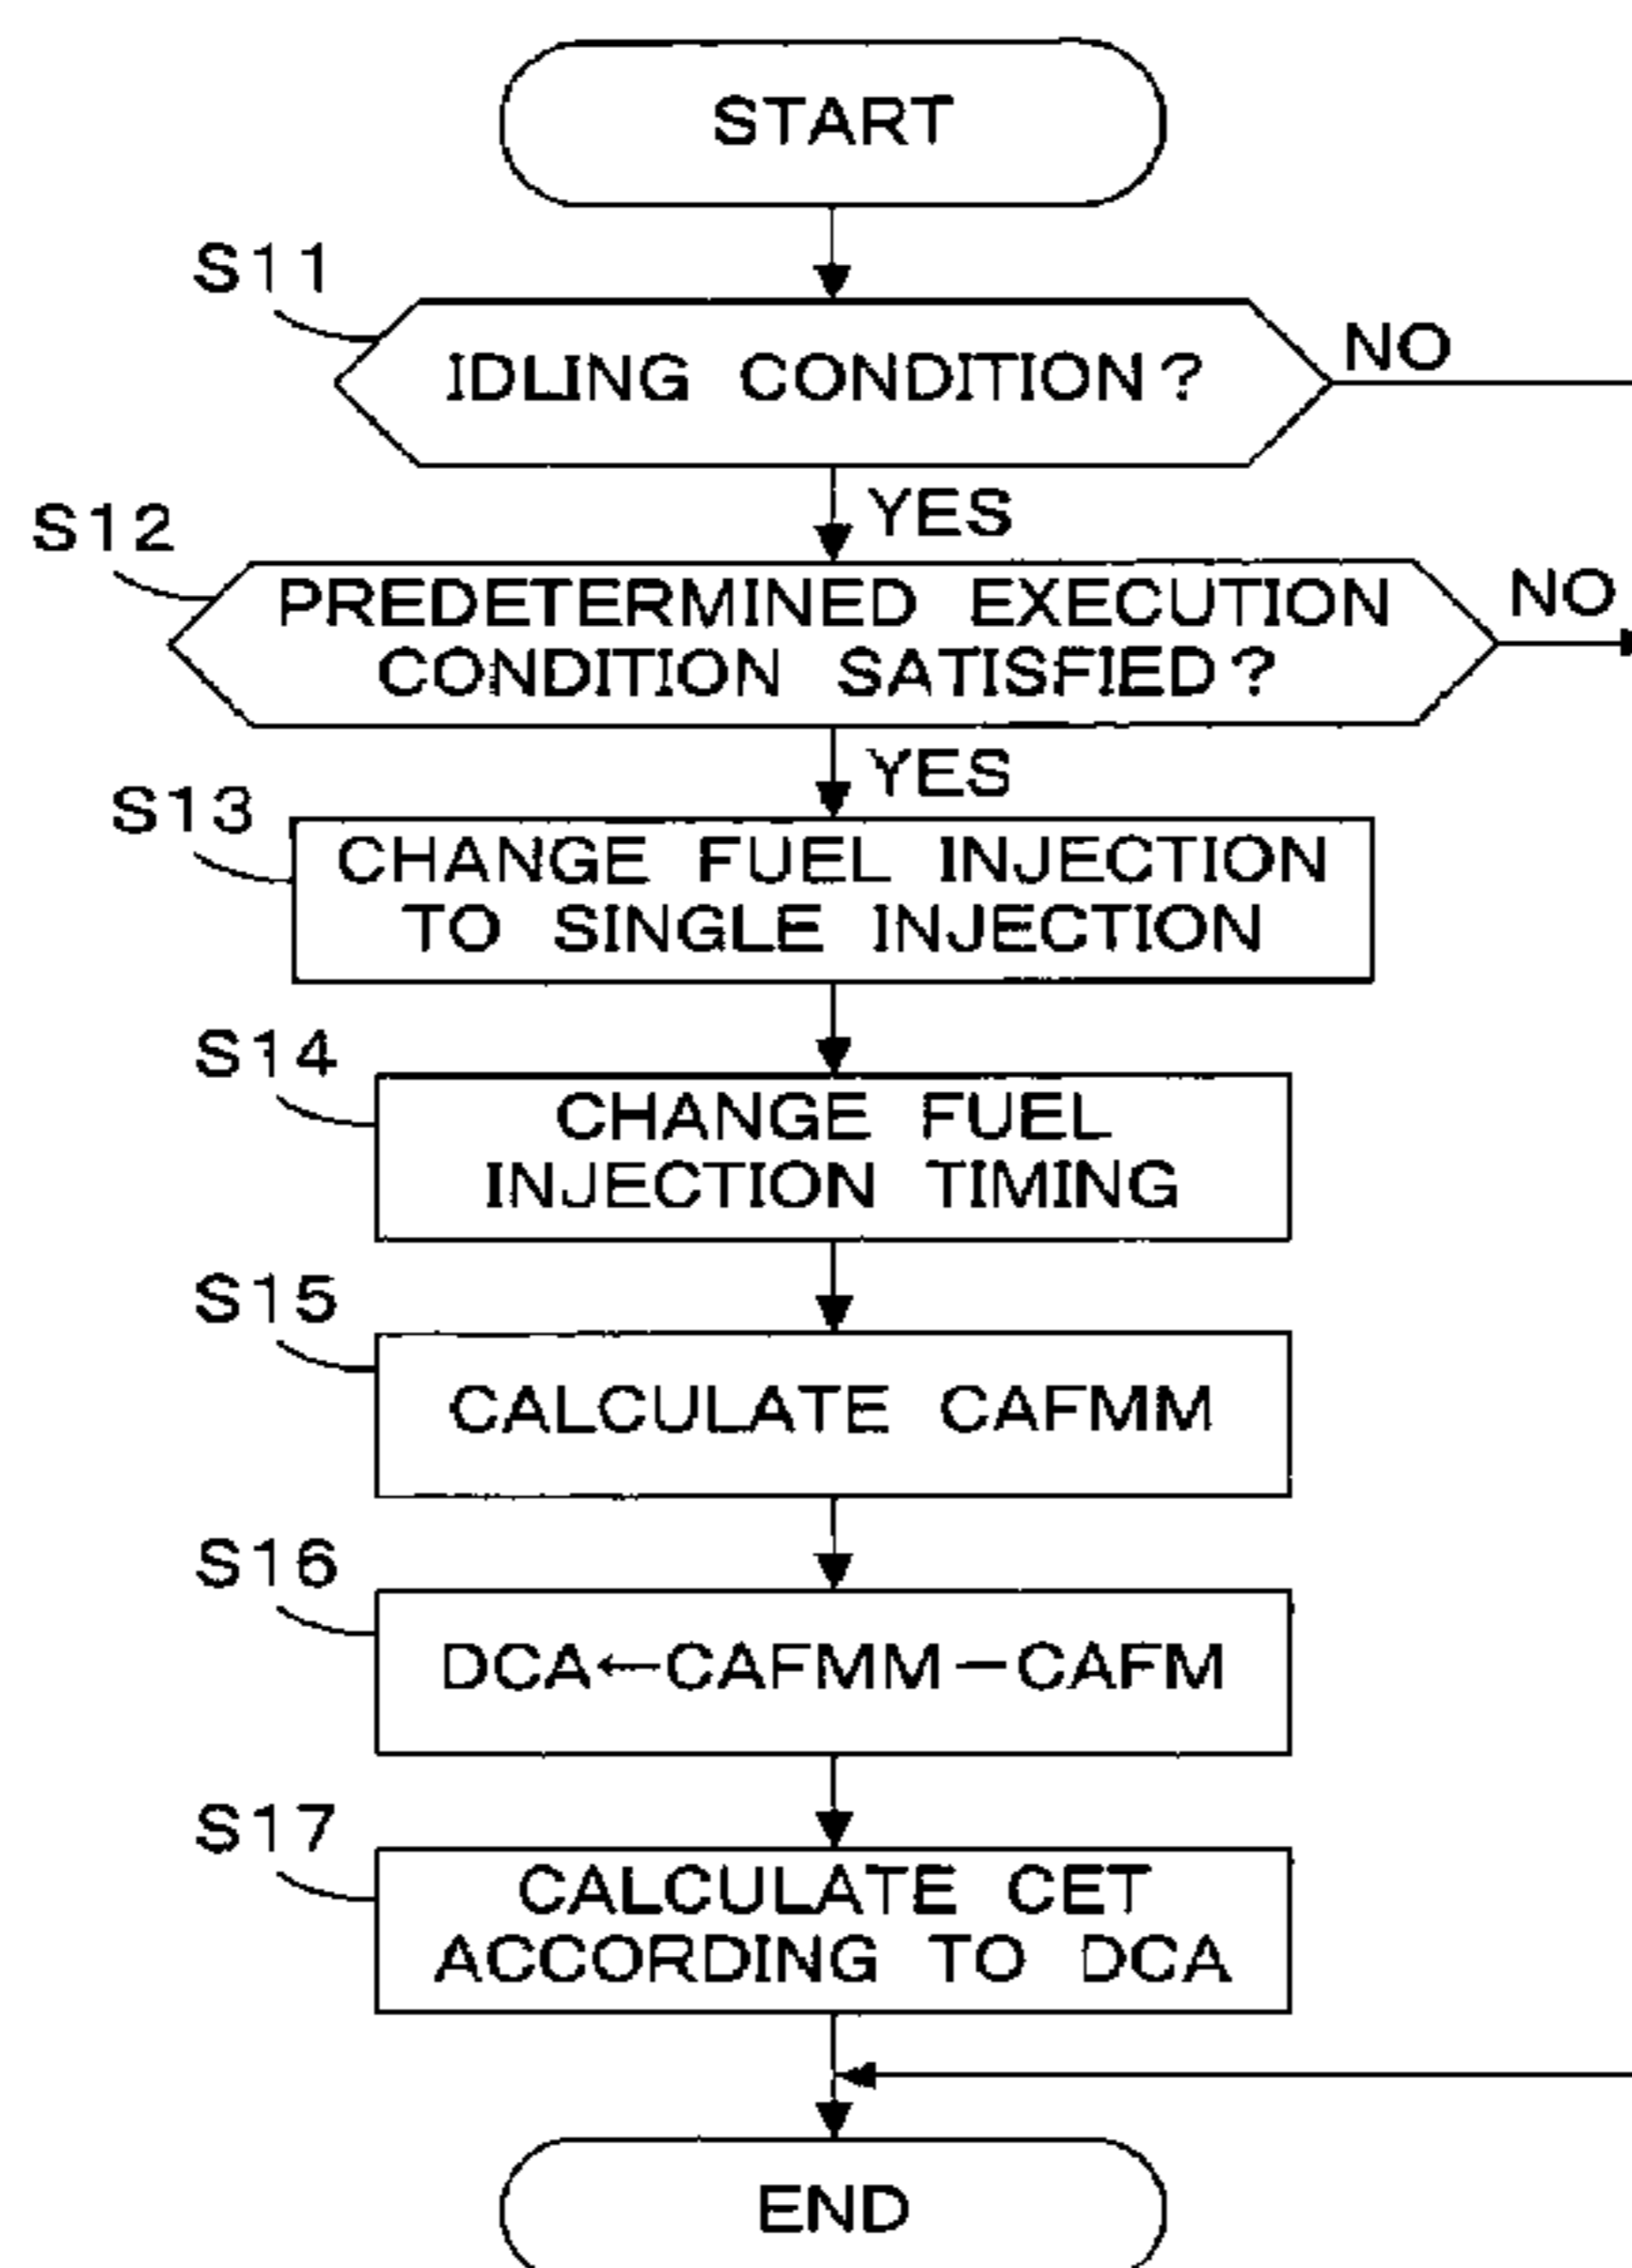 START
S11
IDLING CONDITION?
NO
YES
S12
PREDETERMINED EXECUTION
CONDITION SATISFIED?
NO
YES
S13
CHANGE FUEL INJECTION
TO SINGLE INJECTION
S14
CHANGE FUEL
INJECTION TIMING
S15
CALCULATE CAFMM
S16
DCA←CAFMM−CAFM
S17
CALCULATE CET
ACCORDING TO DCA
END